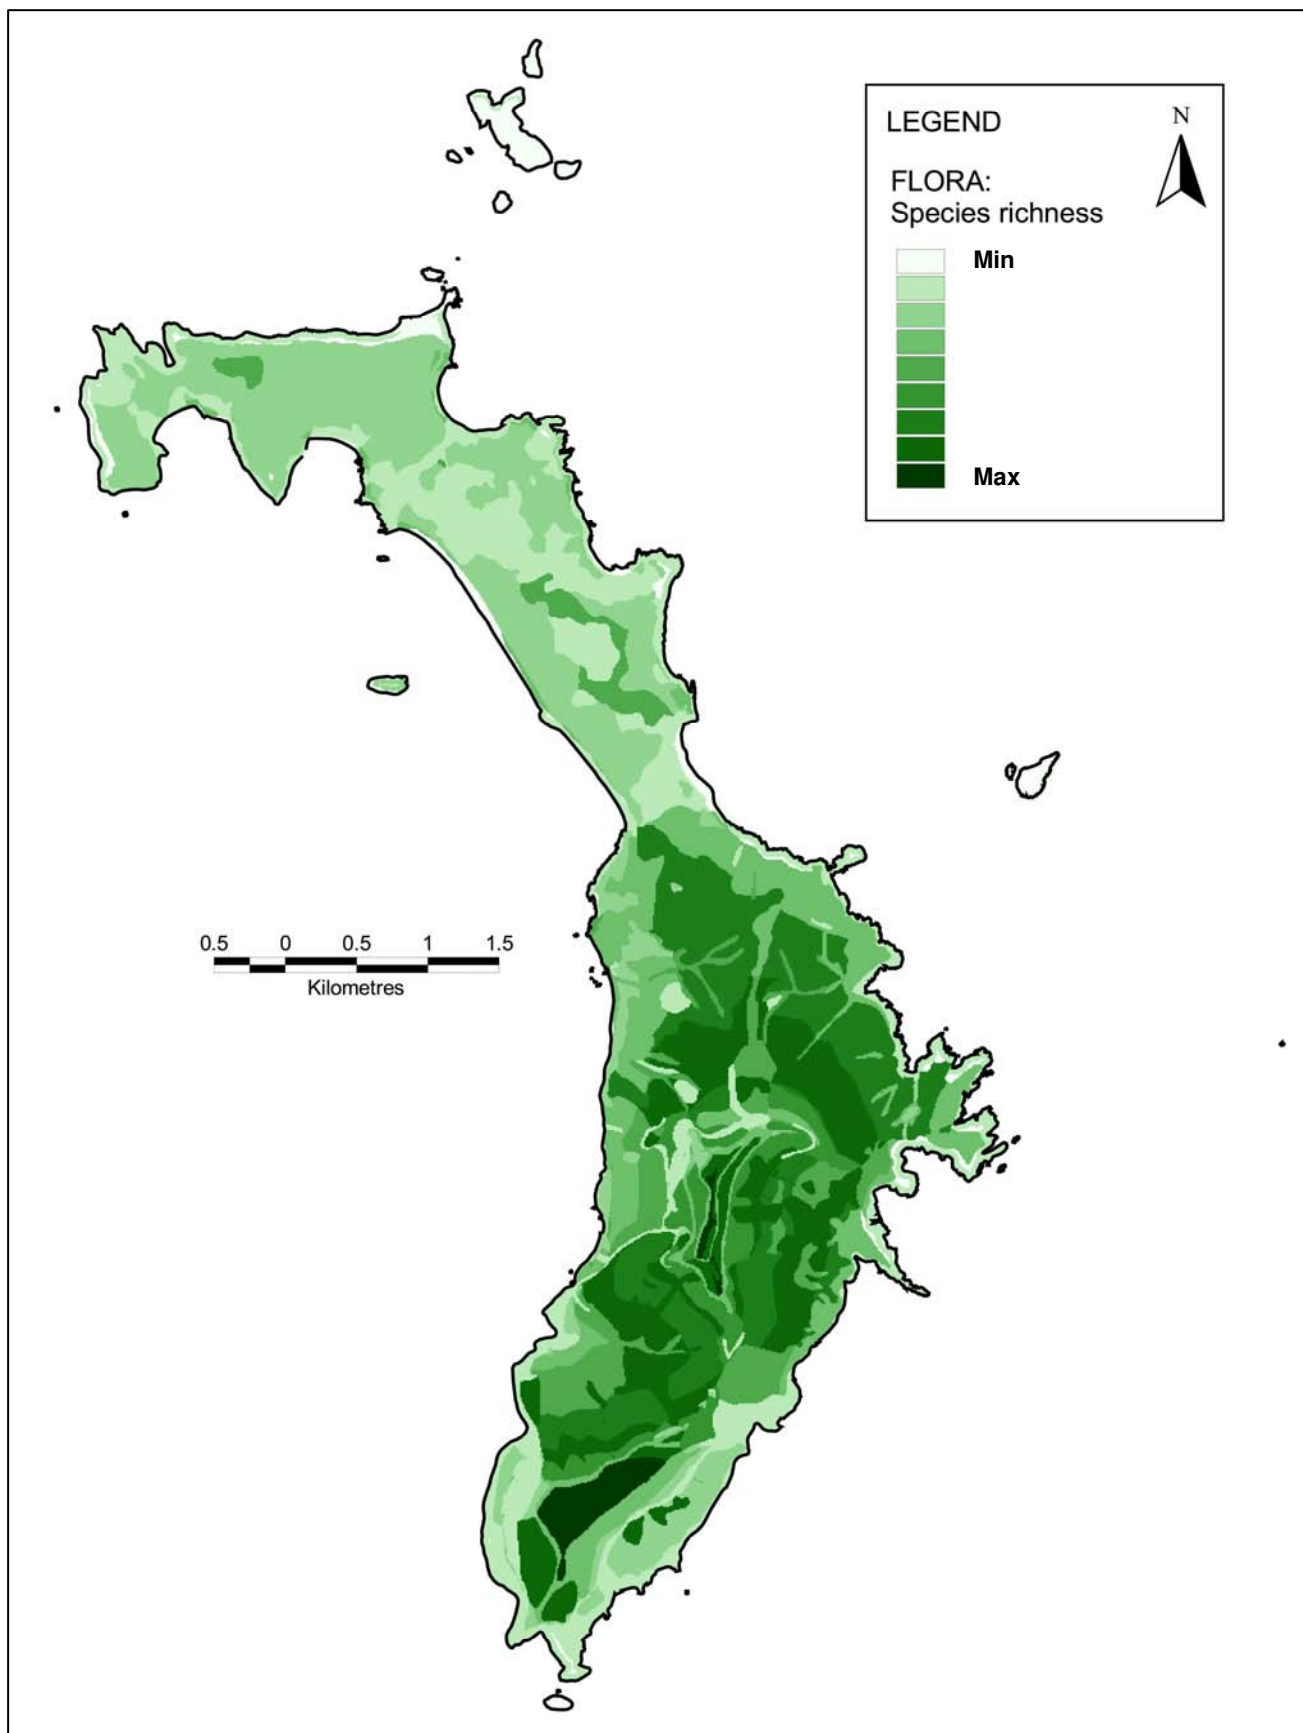 LEGEND
N
FLORA:
Species richness
Min
Max
0.5 0 0.5 1 1.5
Kilometres